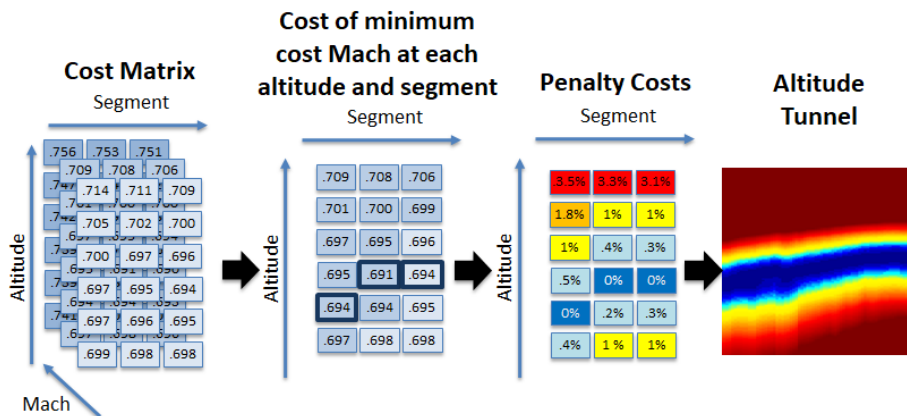 Cost Matrix
Segment
Altitude
Mach
.756 .753 .751
.709 .708 .706
.714 .711 .709
.705 .702 .700
.700 .697 .696
.697 .694 .693
.697 .696 .695
.699 .698 .698
Cost of minimum
cost Mach at each
altitude and segment
Segment
Altitude
.709 .708 .706
.701 .700 .699
.697 .695 .696
.695 .691 .694
.694 .694 .695
.697 .698 .698
Penalty Costs
Segment
Altitude
3.5% 3.3% 3.1%
1.8% 1% 1%
1% .4% .3%
.5% 0% 0%
0% .2% .3%
.4% 1 % 1%
Altitude
Tunnel